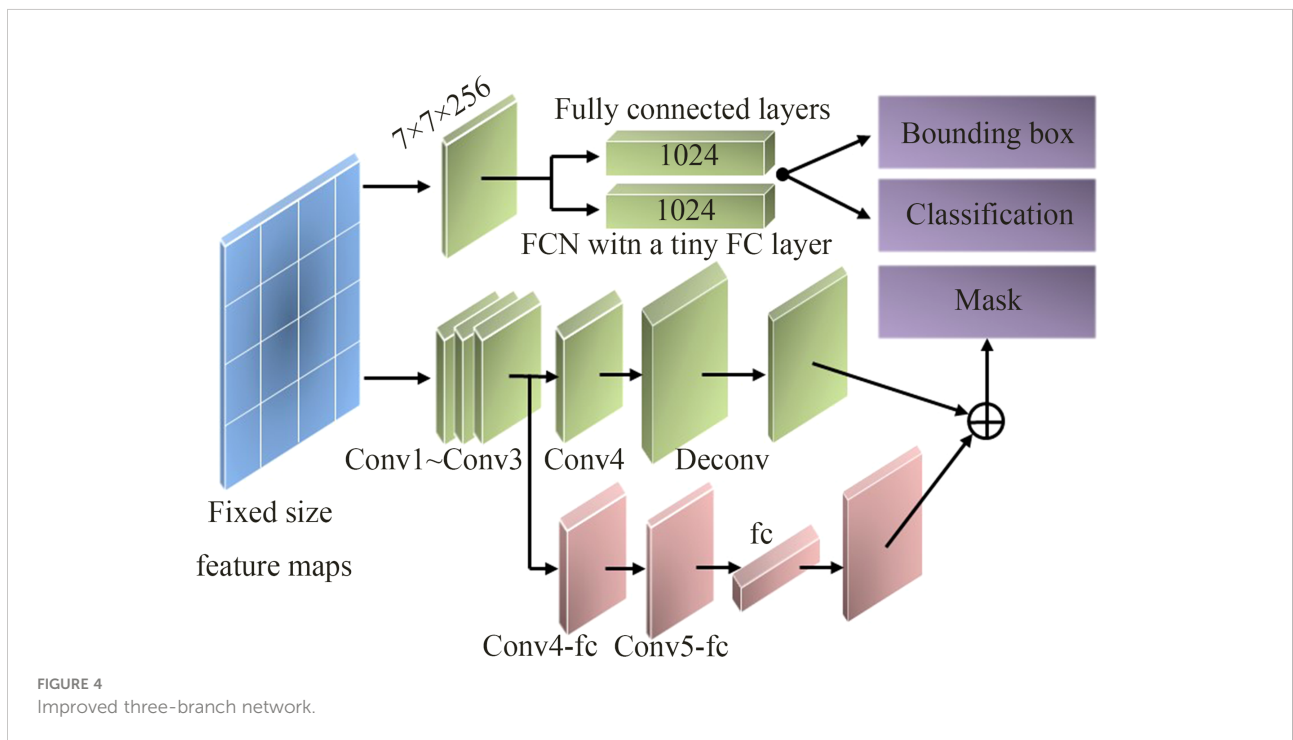 7×7×256
Fully connected layers
1024
1024
FCN witn a tiny FC layer
Bounding box
Classification
Mask
Conv1~Conv3
Conv4
Deconv
Fixed size
feature maps
fc
Conv4-fc
Conv5-fc
FIGURE 4
Improved three-branch network.